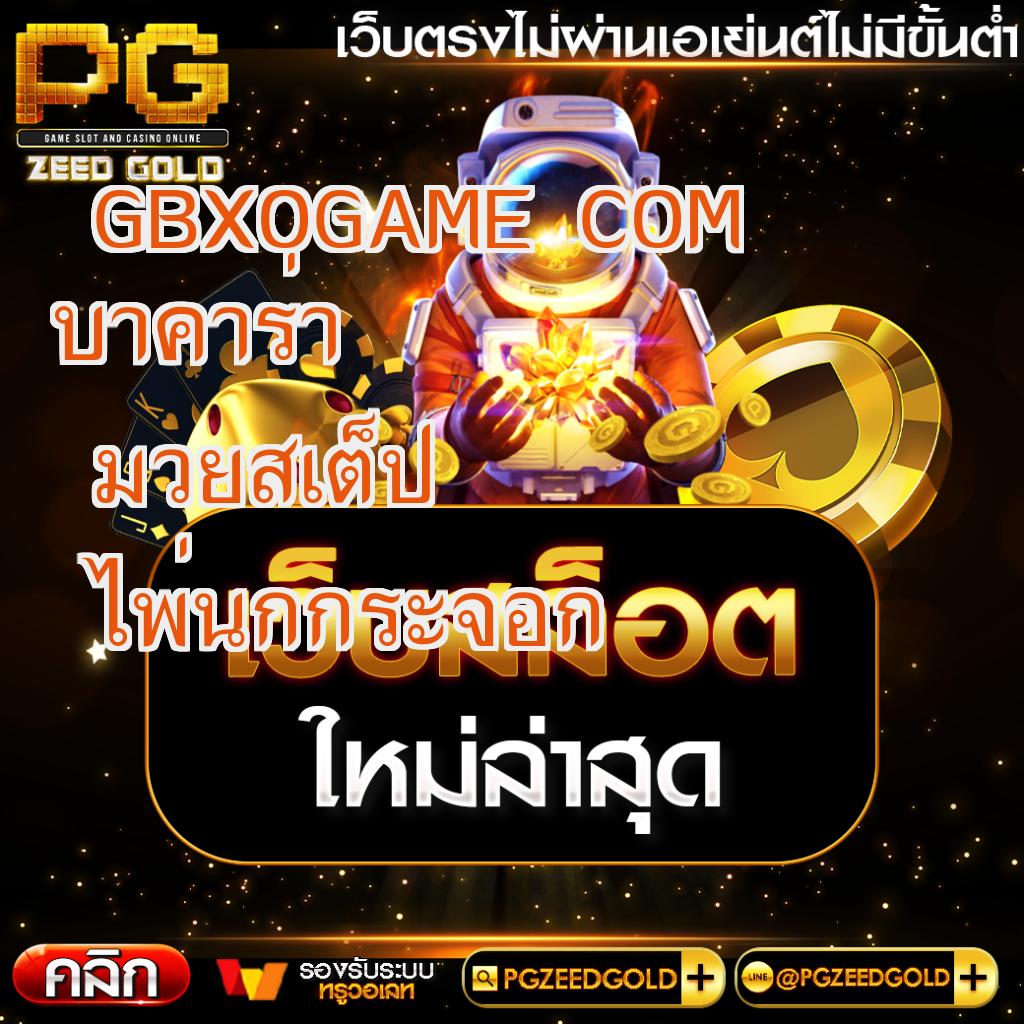 เว็บตรงไม่ผ่านเอเย่นต์ไม่มีขั้นต่ำ
PG
GAME SLOT AND CASINO ONLINE
ZEED GOLD
GBXQGAME COM
บาคารา
มวยสเต็ป
ไพ่นกกระจอก
เว็บสล็อต
ใหม่ล่าสุด
คลิก
รองรับระบบ
ทรูวอเลท
PGZEEDGOLD +
LINE @PGZEEDGOLD +
K
J